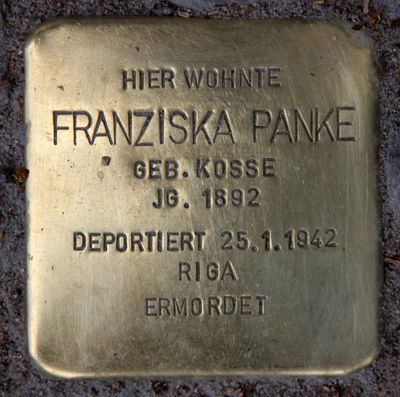 HIER WOHNTE
FRANZISKA PANKE
GEB. KOSSE
JG. 1892
DEPORTIERT 25.1.1942
RIGA
ERMORDET